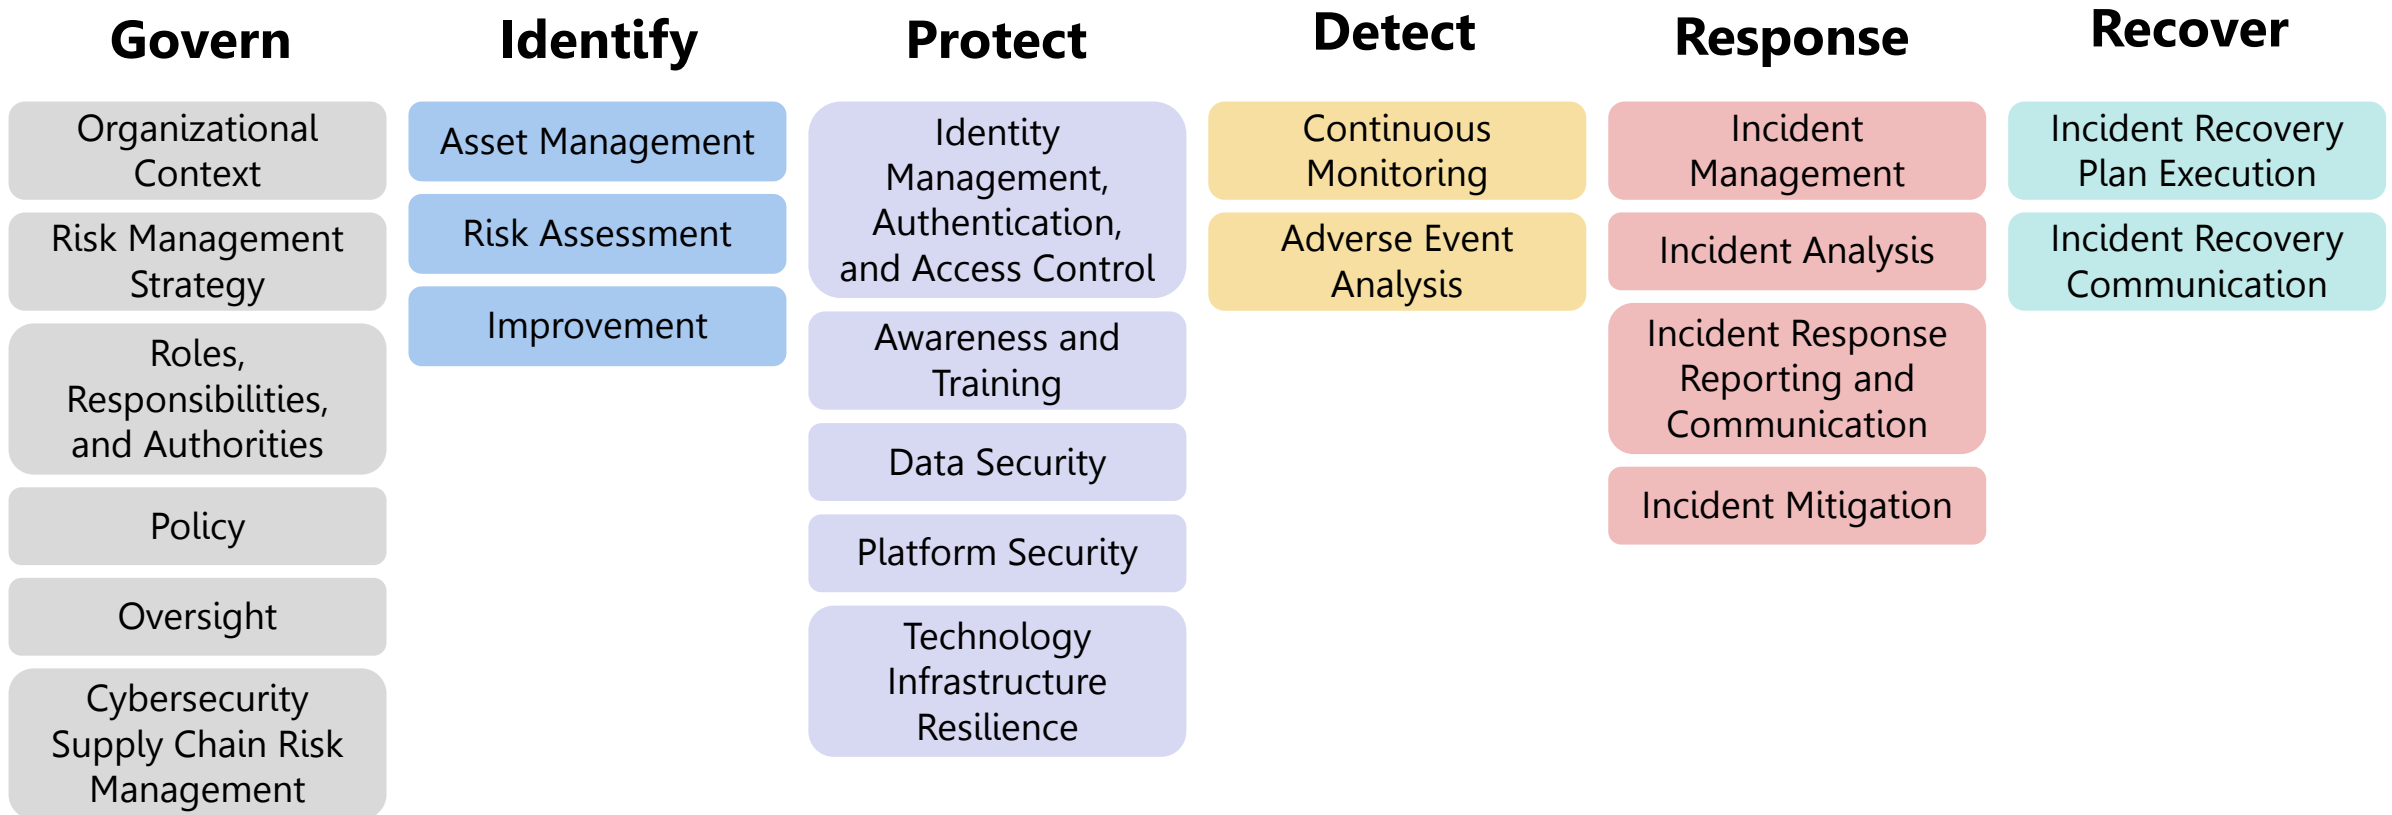 Govern
Organizational
Context
Risk Management
Strategy
Roles,
Responsibilities,
and Authorities
Policy
Oversight
Cybersecurity
Supply Chain Risk
Management
Identify
Asset Management
Risk Assessment
Improvement
Protect
Identity
Management,
Authentication,
and Access Control
Awareness and
Training
Data Security
Platform Security
Technology
Infrastructure
Resilience
Detect
Continuous
Monitoring
Adverse Event
Analysis
Response
Incident
Management
Incident Analysis
Incident Response
Reporting and
Communication
Incident Mitigation
Recover
Incident Recovery
Plan Execution
Incident Recovery
Communication